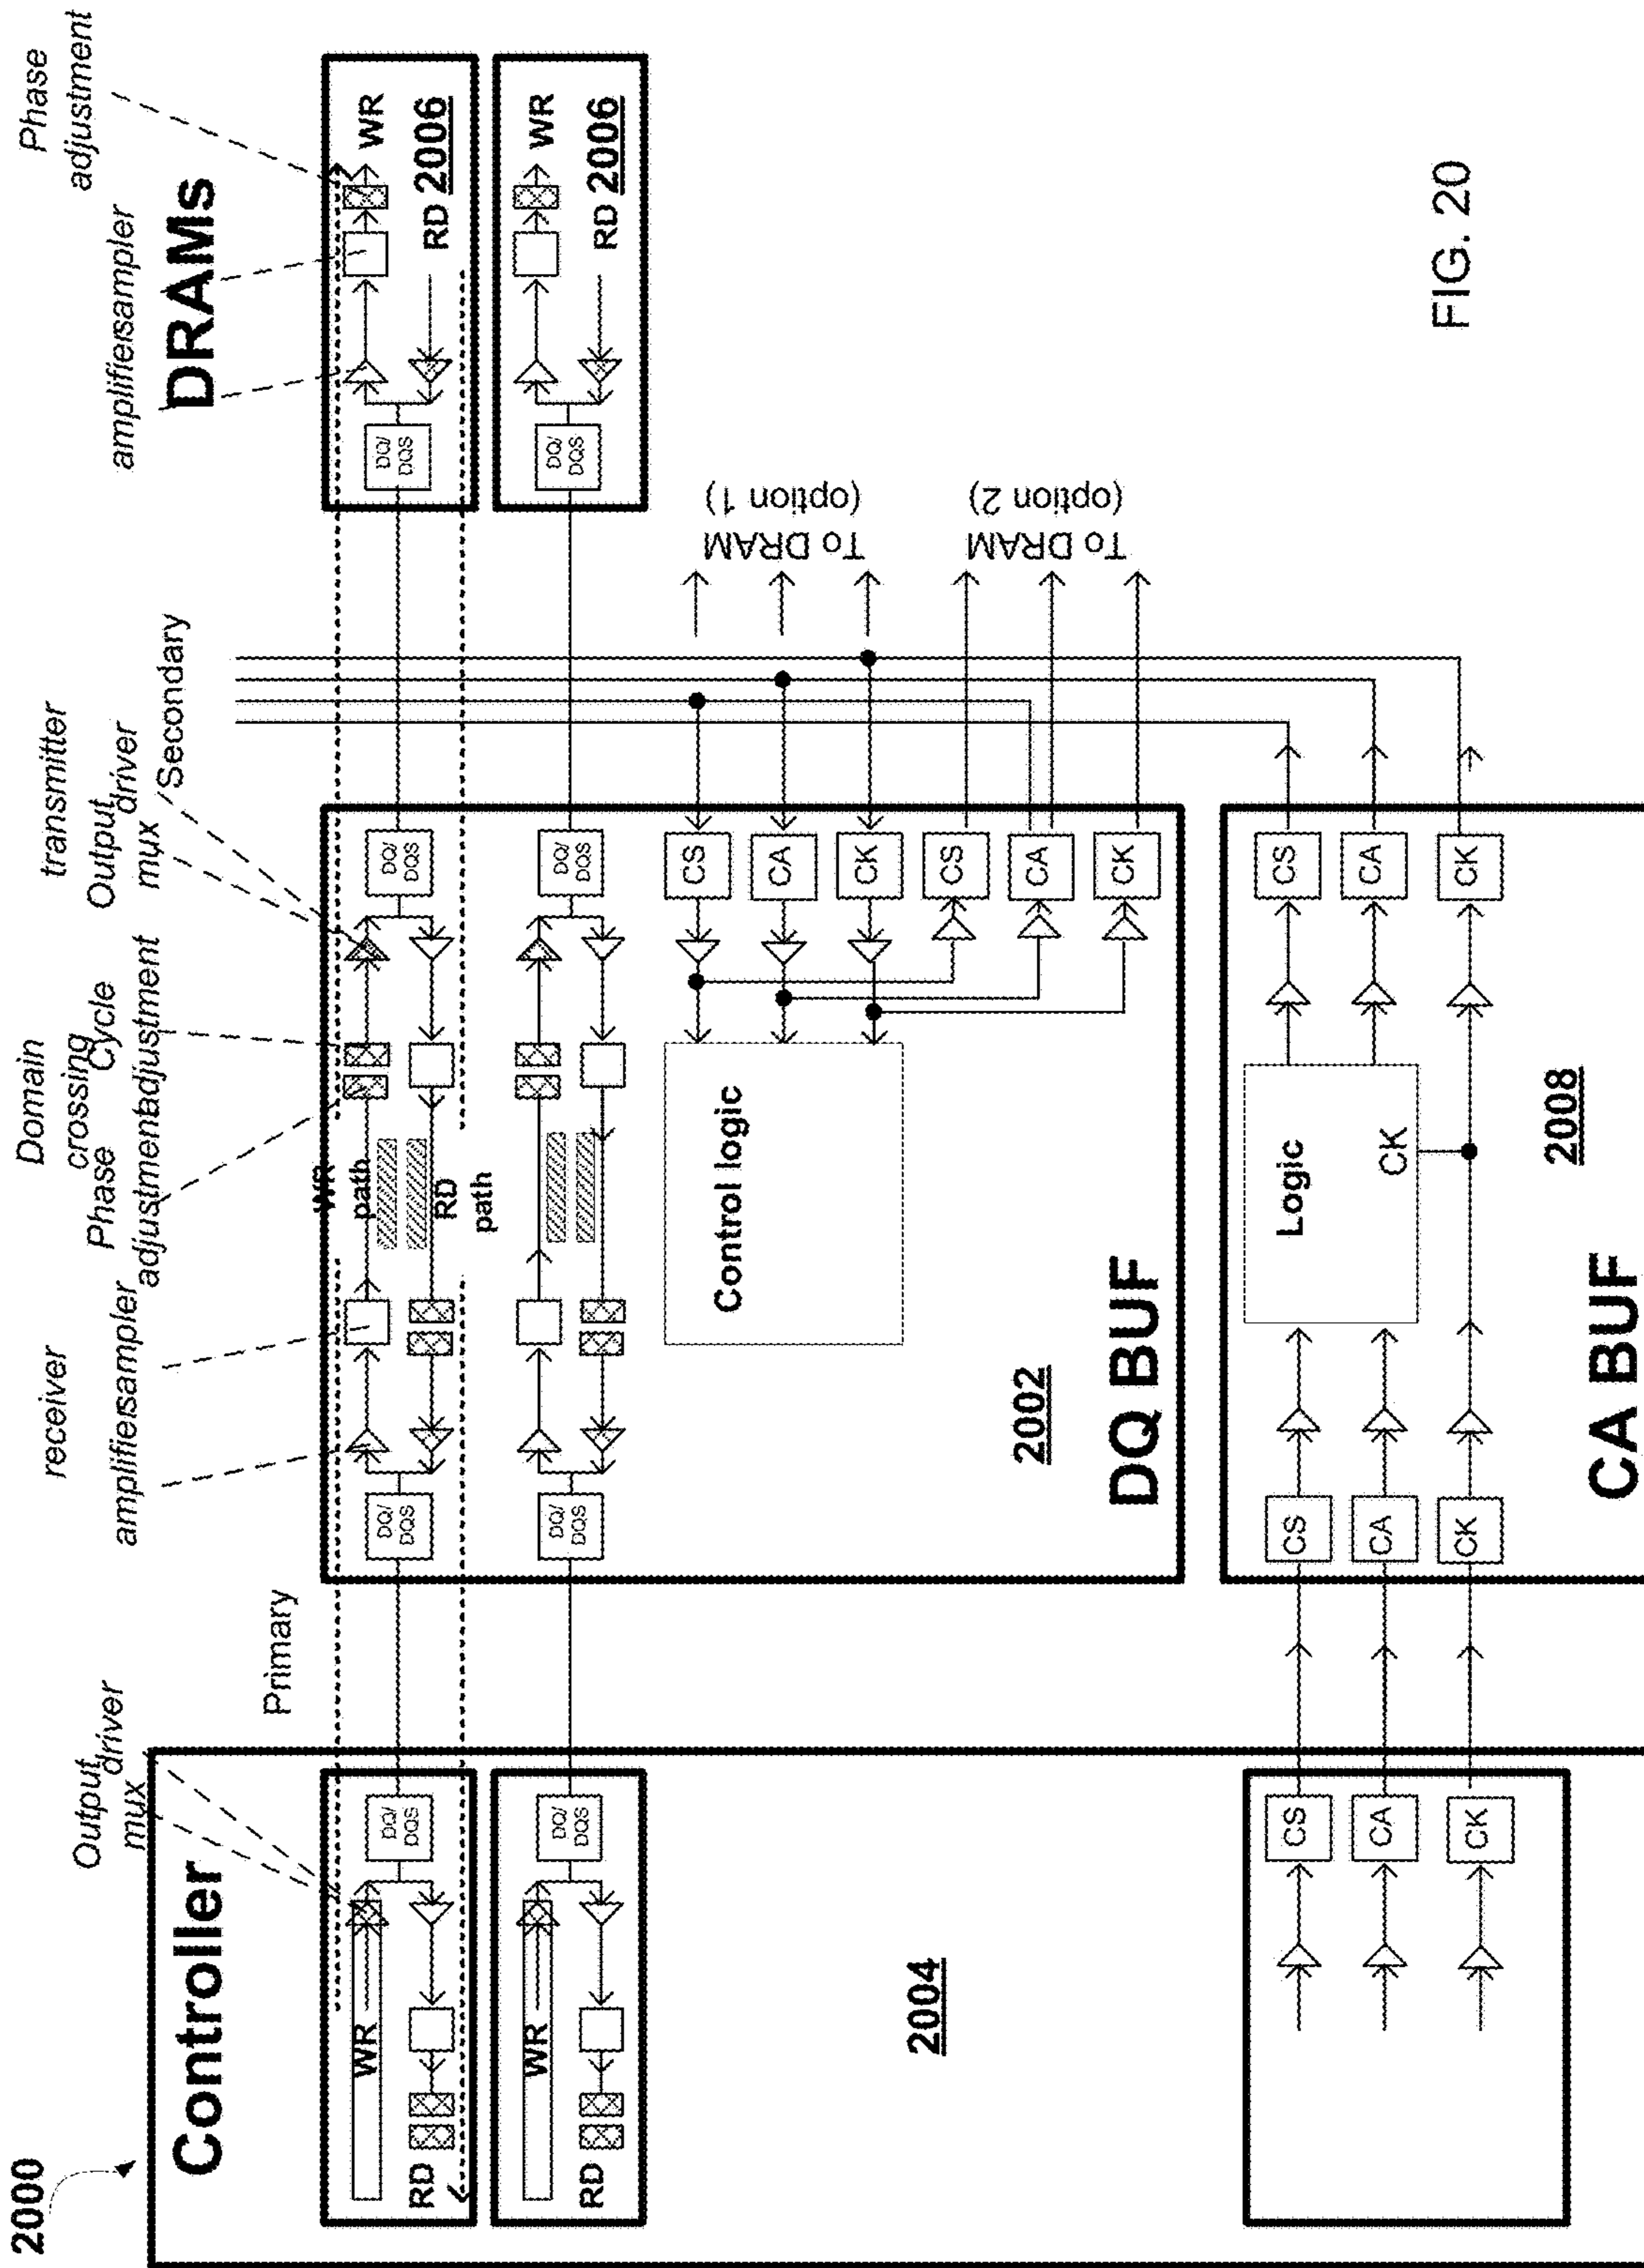 2000
Controller
Output
driver
mux
WR
RD
DQ/
DQS
WR
RD
DQ/
DQS
2004
CS
CA
CK
Primary
receiver
amplifier
sampler
Domain
crossing
Phase
adjustment
Cycle
adjustment
transmitter
Output
driver
mux
Secondary
DQ/
DQS
WR
path
RD
path
DQ/
DQS
DQ/
DQS
DQ/
DQS
Control logic
CS
CA
CK
CS
CA
CK
2002
DQ BUF
CS
CA
CK
Logic
CK
CS
CA
CK
2008
CA BUF
To DRAM
(option 1)
To DRAM
(option 2)
amplifier
sampler
Phase
adjustment
DRAMs
DQ/
DQS
WR
RD
2006
DQ/
DQS
WR
RD
2006
FIG. 20